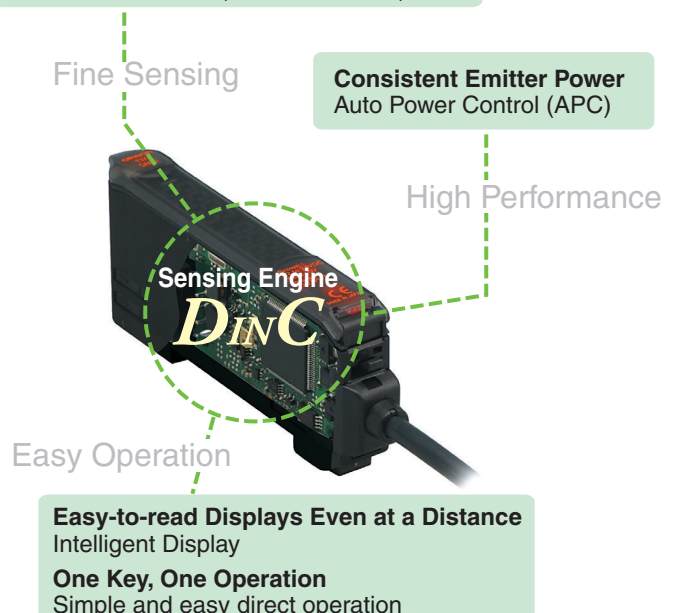 Fine Sensing
Consistent Emitter Power
Auto Power Control (APC)
High Performance
Sensing Engine
DINC
Easy Operation
Easy-to-read Displays Even at a Distance
Intelligent Display
One Key, One Operation
Simple and easy direct operation